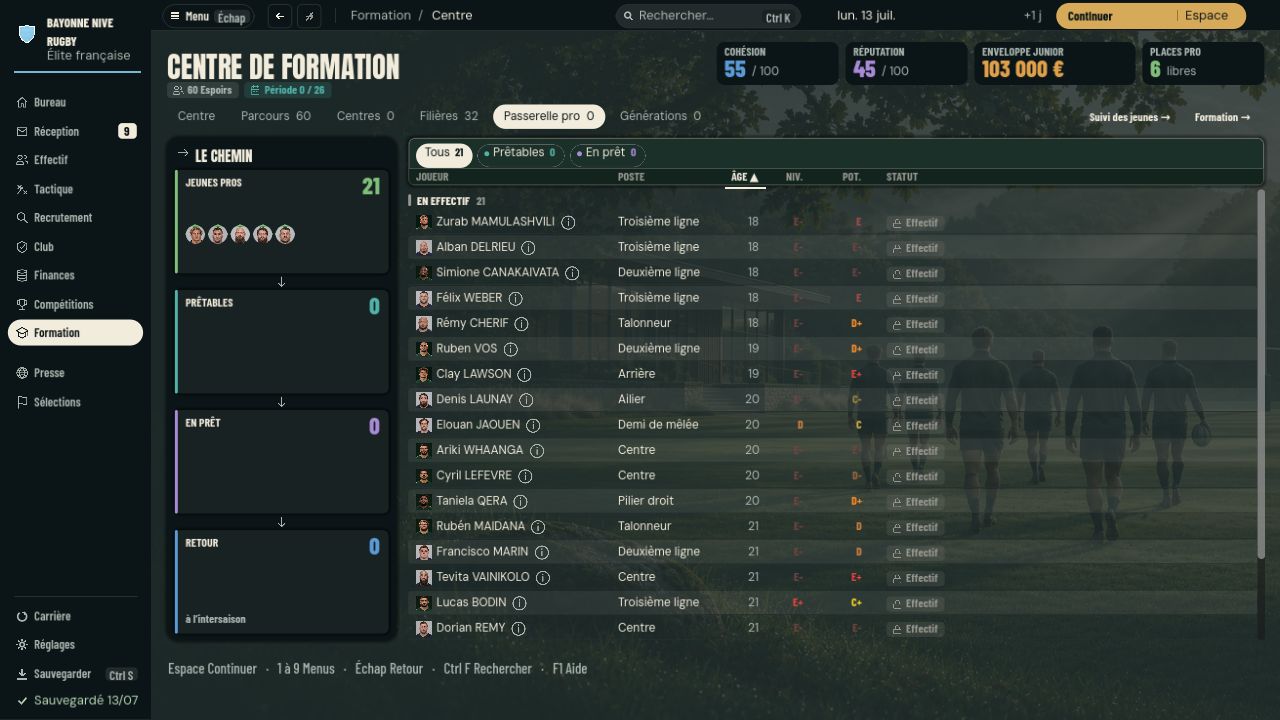 BAYONNE NIVE RUGBY
Élite française
Menu Échap
Formation / Centre
Rechercher... Ctrl K
lun. 13 juil.
+1 j
Continuer Espace
Bureau
Réception 9
Effectif
Tactique
Recrutement
Club
Finances
Compétitions
Formation
Presse
Sélections
Carrière
Réglages
Sauvegarder Ctrl S
Sauvegardé 13/07
CENTRE DE FORMATION
60 Espoirs Période 0 / 26
COHÉSION
55 / 100
RÉPUTATION
45 / 100
ENVELOPPE JUNIOR
103 000 €
PLACES PRO
6 libres
Centre Parcours 60 Centres 0 Filières 32 Passerelle pro 0 Générations 0
Suivi des jeunes → Formation →
→ LE CHEMIN
JEUNES PROS 21
↓
PRÊTABLES 0
↓
EN PRÊT 0
↓
RETOUR 0
à l'intersaison
Tous 21 Prêtables 0 En prêt 0
JOUEUR POSTE ÂGE ▲ NIV. POT. STATUT
EN EFFECTIF 21
Zurab MAMULASHVILI Troisième ligne 18 E- E Effectif
Alban DELRIEU Troisième ligne 18 E- E- Effectif
Simione CANAKAIVATA Deuxième ligne 18 E- E- Effectif
Félix WEBER Troisième ligne 18 E- E Effectif
Rémy CHERIF Talonneur 18 E- D+ Effectif
Ruben VOS Deuxième ligne 19 E- D+ Effectif
Clay LAWSON Arrière 19 E- E+ Effectif
Denis LAUNAY Ailier 20 E- C- Effectif
Elouan JAOUEN Demi de mêlée 20 D C Effectif
Ariki WHAANGA Centre 20 E- E- Effectif
Cyril LEFEVRE Centre 20 E- D- Effectif
Taniela QERA Pilier droit 20 E- D+ Effectif
Rubén MAIDANA Talonneur 21 E- D Effectif
Francisco MARIN Deuxième ligne 21 E- D Effectif
Tevita VAINIKOLO Centre 21 E- E+ Effectif
Lucas BODIN Troisième ligne 21 E+ C+ Effectif
Dorian REMY Centre 21 E- E- Effectif
Espace Continuer · 1 à 9 Menus · Échap Retour · Ctrl F Rechercher · F1 Aide